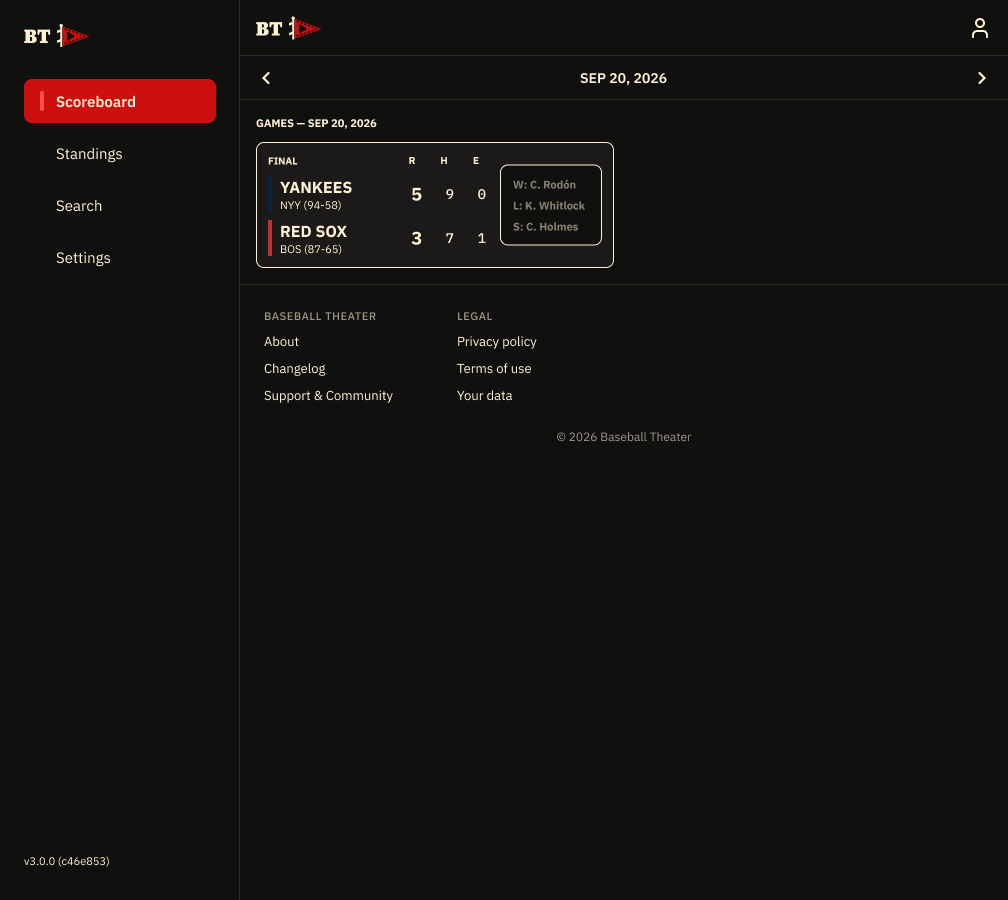 BT
Scoreboard
Standings
Search
Settings
v3.0.0 (c46e853)
BT
SEP 20, 2026
GAMES — SEP 20, 2026
FINAL R H E
YANKEES 5 9 0
NYY (94-58)
RED SOX 3 7 1
BOS (87-65)
W: C. Rodón
L: K. Whitlock
S: C. Holmes
BASEBALL THEATER
About
Changelog
Support & Community
LEGAL
Privacy policy
Terms of use
Your data
© 2026 Baseball Theater